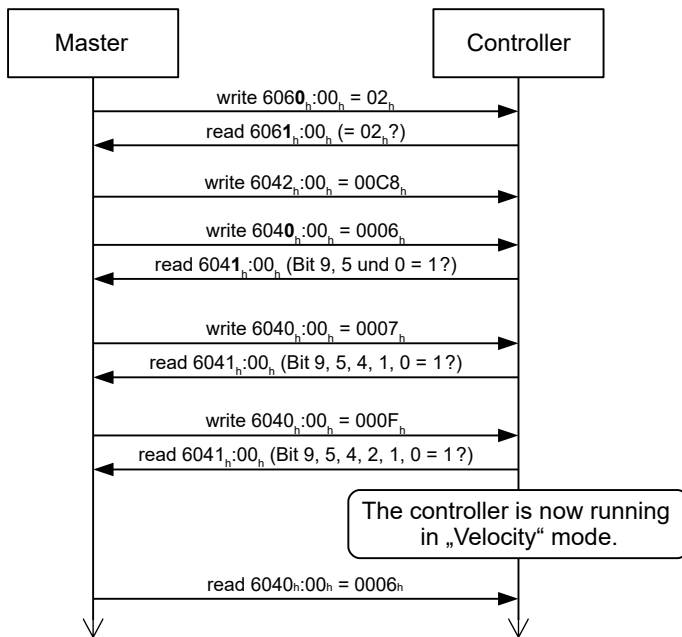 Master
Controller
write 6060h:00h = 02h
read 6061h:00h (= 02h?)
write 6042h:00h = 00C8h
write 6040h:00h = 0006h
read 6041h:00h (Bit 9, 5 und 0 = 1?)
write 6040h:00h = 0007h
read 6041h:00h (Bit 9, 5, 4, 1, 0 = 1?)
write 6040h:00h = 000Fh
read 6041h:00h (Bit 9, 5, 4, 2, 1, 0 = 1?)
The controller is now running
in „Velocity“ mode.
read 6040h:00h = 0006h